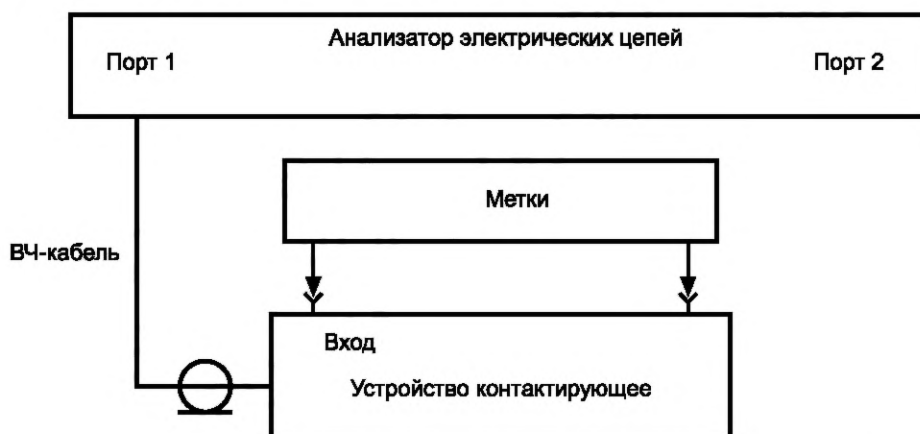 Анализатор электрических цепей
Порт 1
Порт 2
Метки
ВЧ-кабель
Вход
Устройство контактирующее